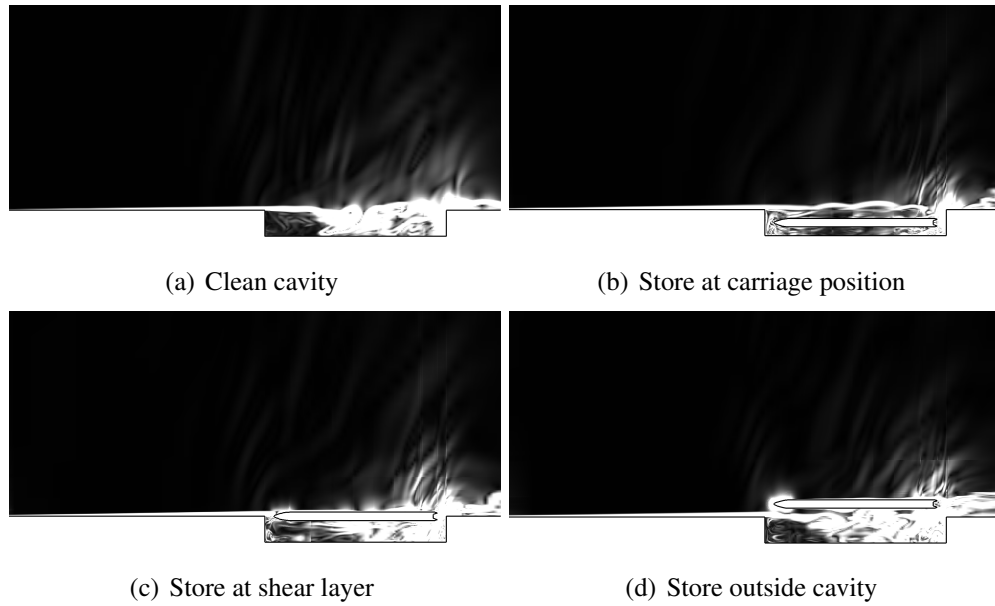 (a) Clean cavity
(b) Store at carriage position
(c) Store at shear layer
(d) Store outside cavity